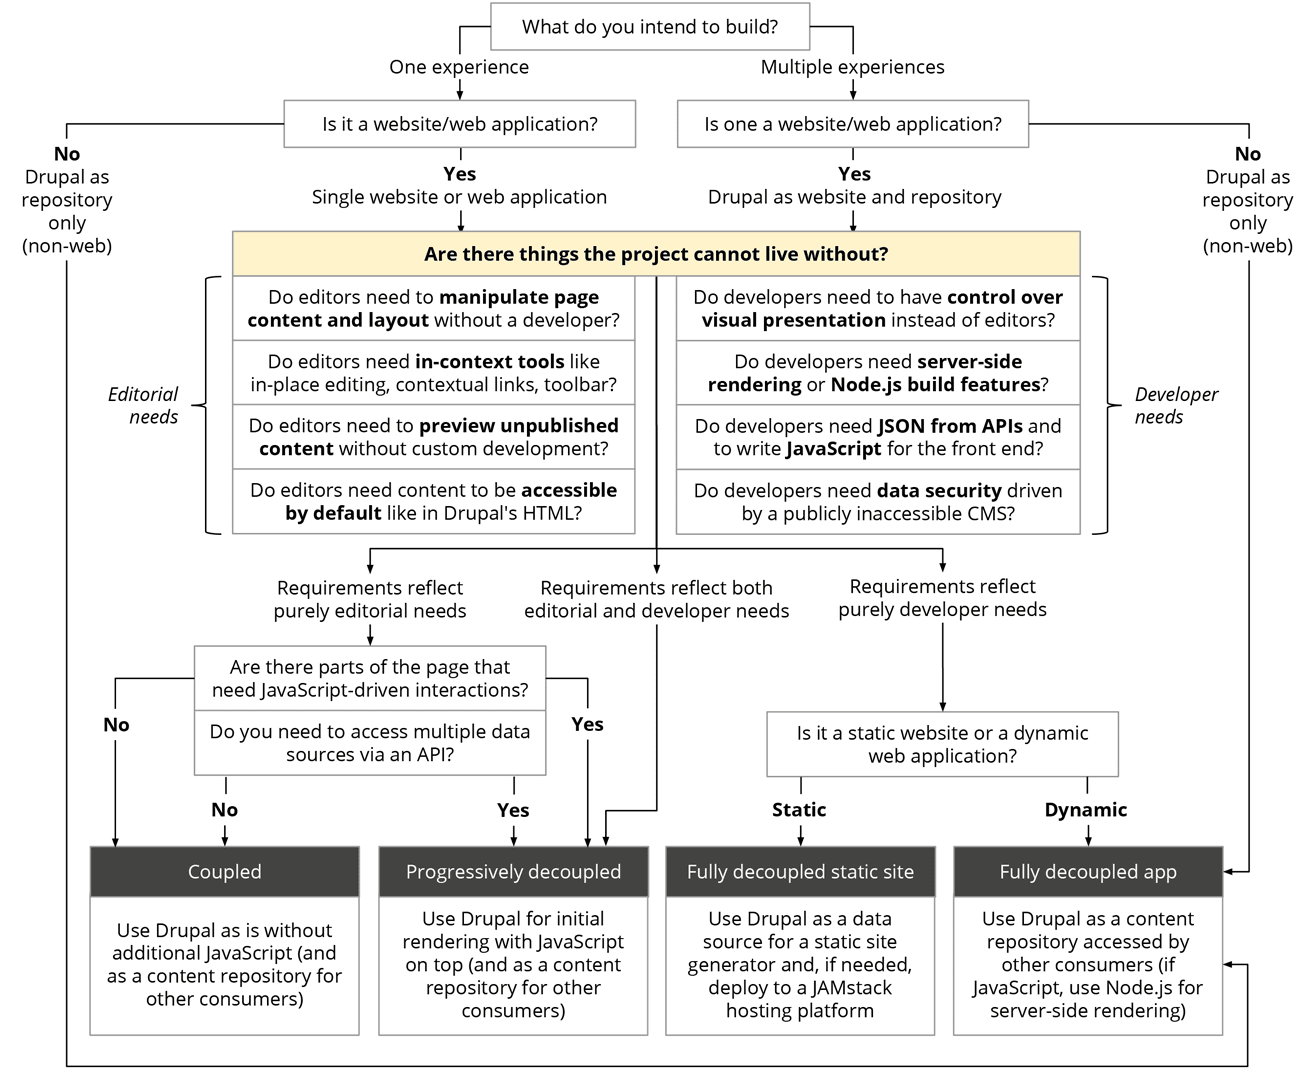 What do you intend to build?
One experience
Multiple experiences
Is it a website/web application?
Is one a website/web application?
No
Drupal as
repository
only
(non-web)
Yes
Single website or web application
Yes
Drupal as website and repository
No
Drupal as
repository
only
(non-web)
Are there things the project cannot live without?
Editorial
needs
Do editors need to manipulate page
content and layout without a developer?
Do editors need in-context tools like
in-place editing, contextual links, toolbar?
Do editors need to preview unpublished
content without custom development?
Do editors need content to be accessible
by default like in Drupal's HTML?
Do developers need to have control over
visual presentation instead of editors?
Do developers need server-side
rendering or Node.js build features?
Do developers need JSON from APIs and
to write JavaScript for the front end?
Do developers need data security driven
by a publicly inaccessible CMS?
Developer
needs
Requirements reflect
purely editorial needs
Requirements reflect both
editorial and developer needs
Requirements reflect
purely developer needs
Are there parts of the page that
need JavaScript-driven interactions?
Do you need to access multiple data
sources via an API?
No
Yes
No
Yes
Is it a static website or a dynamic
web application?
Static
Dynamic
Coupled
Use Drupal as is without
additional JavaScript (and
as a content repository for
other consumers)
Progressively decoupled
Use Drupal for initial
rendering with JavaScript
on top (and as a content
repository for other
consumers)
Fully decoupled static site
Use Drupal as a data
source for a static site
generator and, if needed,
deploy to a JAMstack
hosting platform
Fully decoupled app
Use Drupal as a content
repository accessed by
other consumers (if
JavaScript, use Node.js for
server-side rendering)